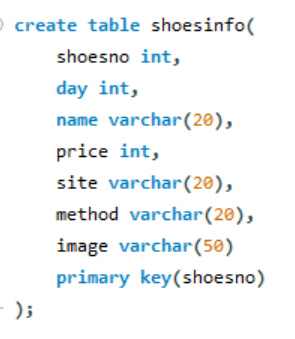 create table shoesinfo(
shoesno int,
day int,
name varchar(20),
price int,
site varchar(20),
method varchar(20),
image varchar(50)
primary key(shoesno)
);